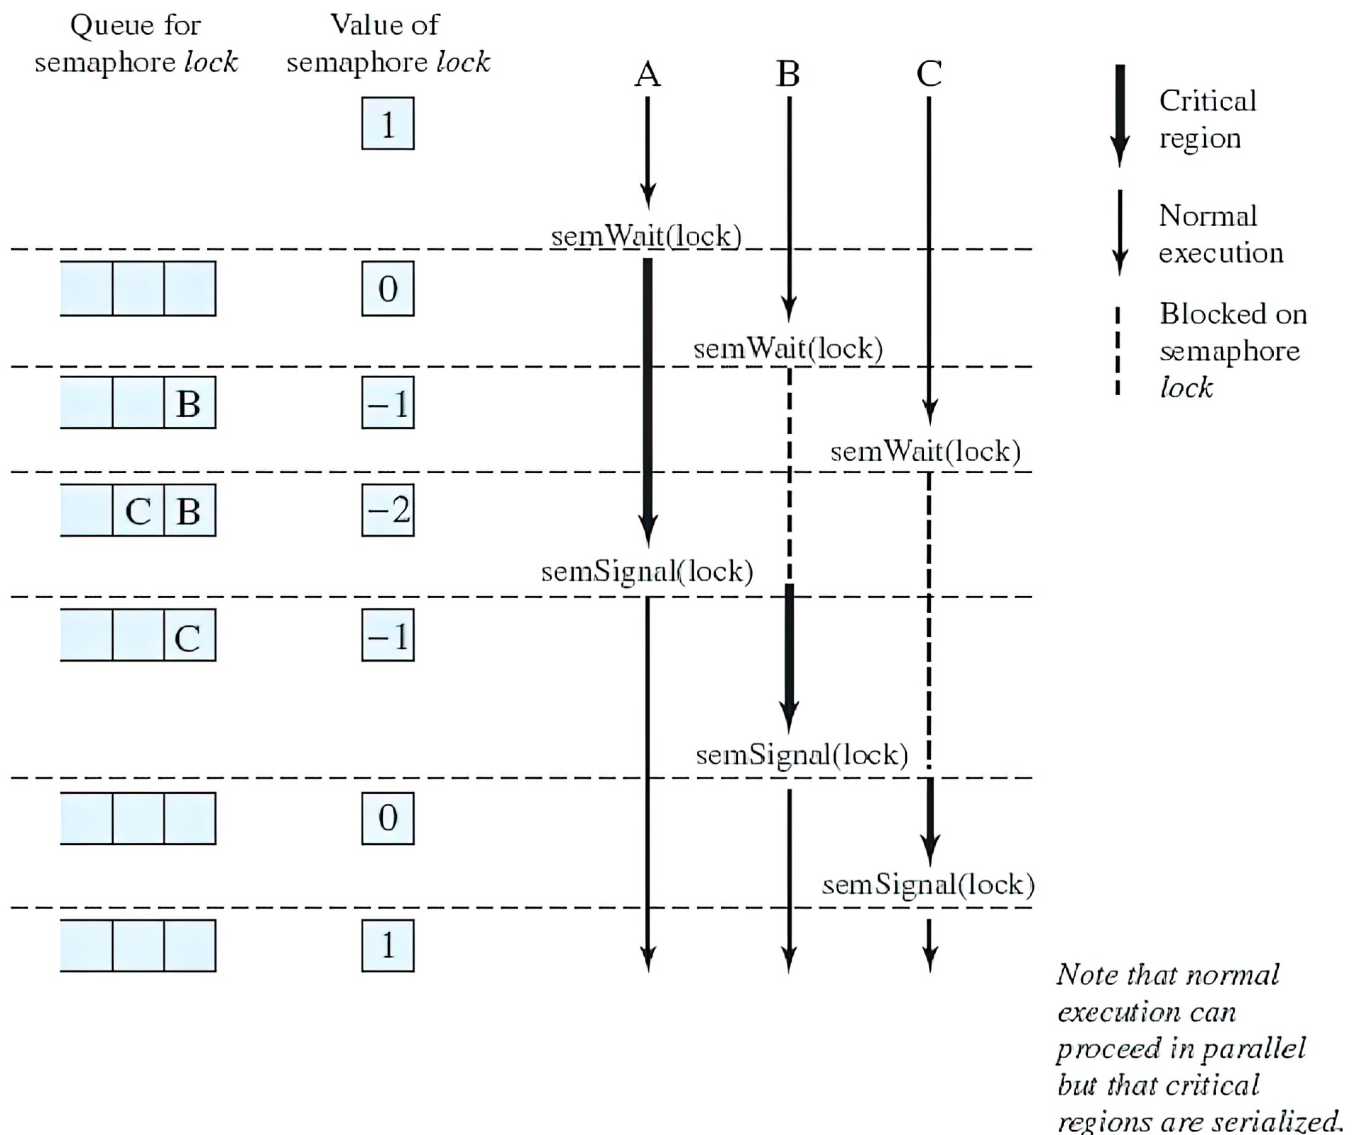 Queue for
semaphore lock
Value of
semaphore lock
A
B
C
1
Critical
region
Normal
execution
semWait(lock)
0
Blocked on
semaphore
lock
semWait(lock)
B
−1
semWait(lock)
C B
−2
semSignal(lock)
C
−1
semSignal(lock)
0
semSignal(lock)
1
Note that normal
execution can
proceed in parallel
but that critical
regions are serialized.